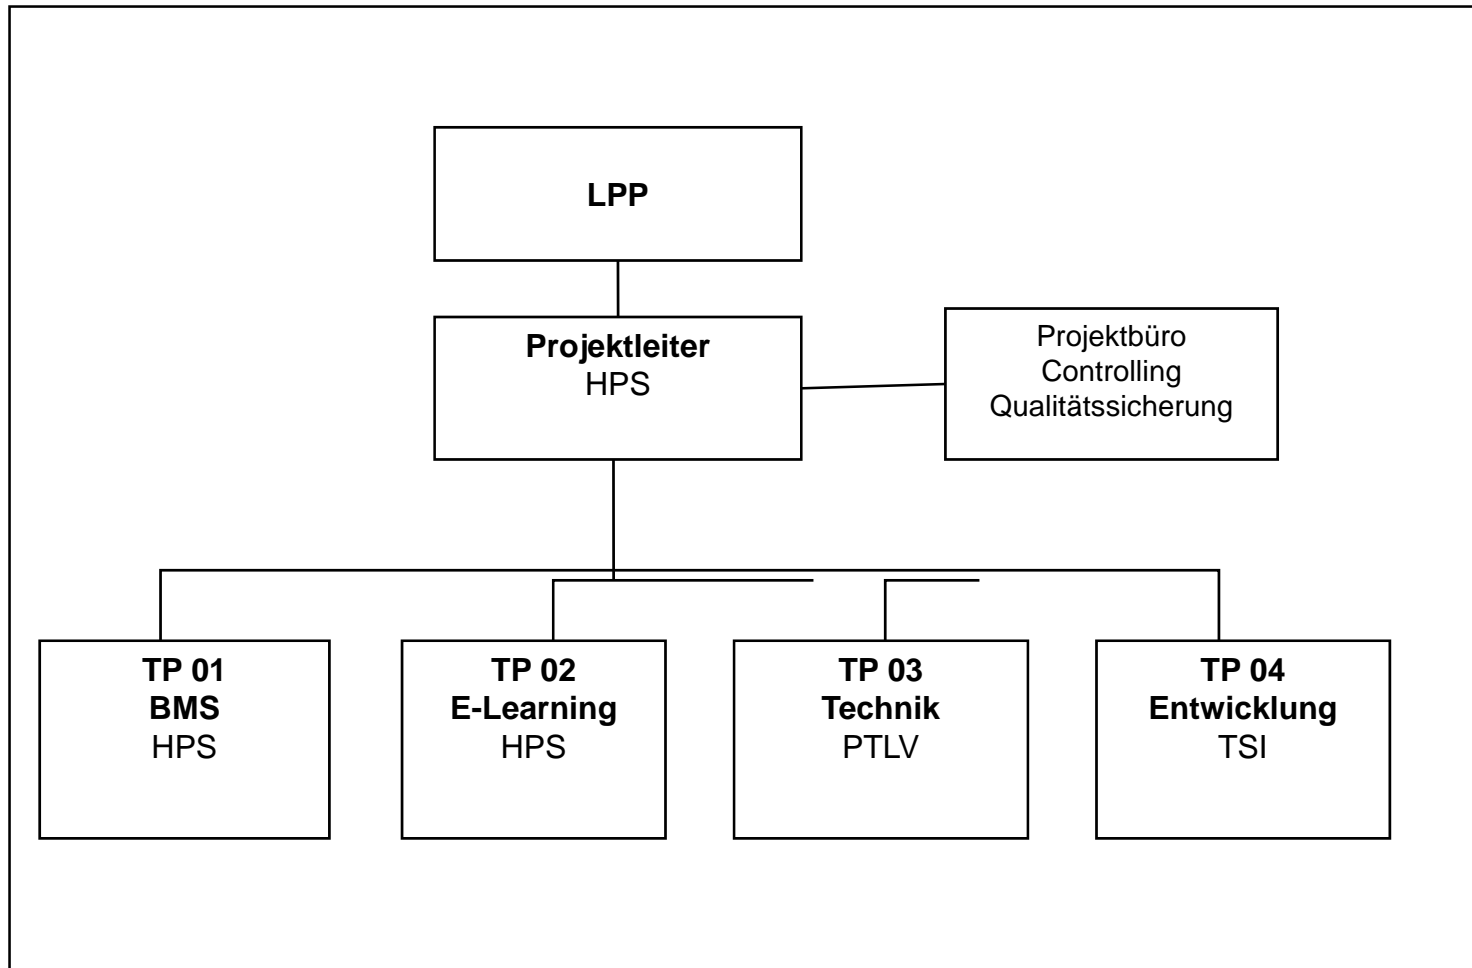 LPP
Projektleiter
HPS
Projektbüro
Controlling
Qualitätssicherung
TP 01
BMS
HPS
TP 02
E-Learning
HPS
TP 03
Technik
PTLV
TP 04
Entwicklung
TSI